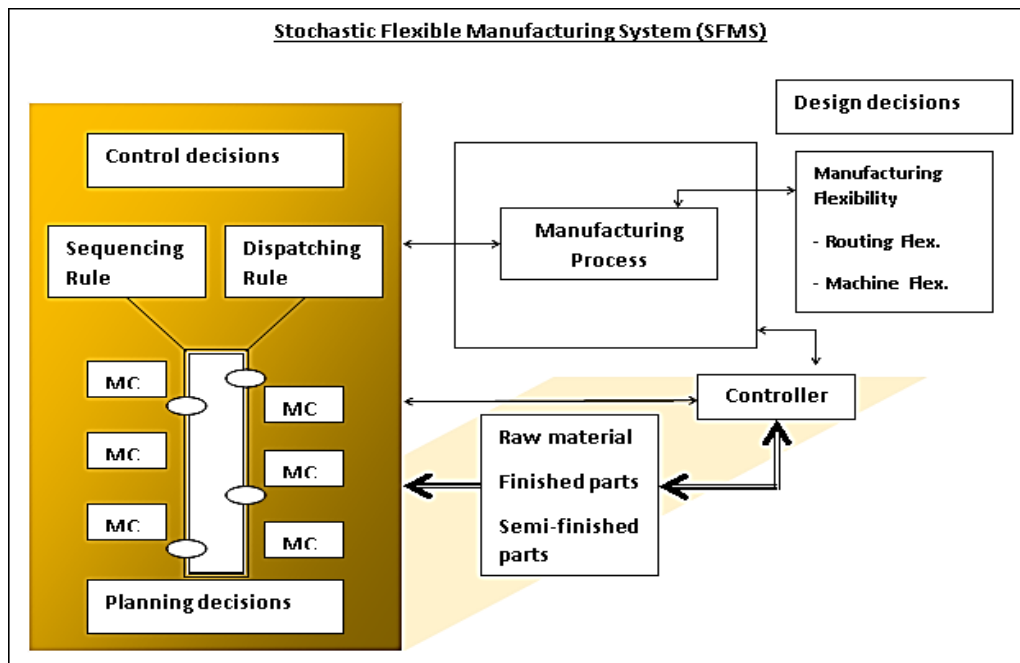 Stochastic Flexible Manufacturing System (SFMS)
Design decisions
Control decisions
Manufacturing
Flexibility
- Routing Flex.
- Machine Flex.
Manufacturing
Process
Sequencing
Rule
Dispatching
Rule
MC
MC
MC
MC
MC
MC
Controller
Raw material
Finished parts
Semi-finished
parts
Planning decisions